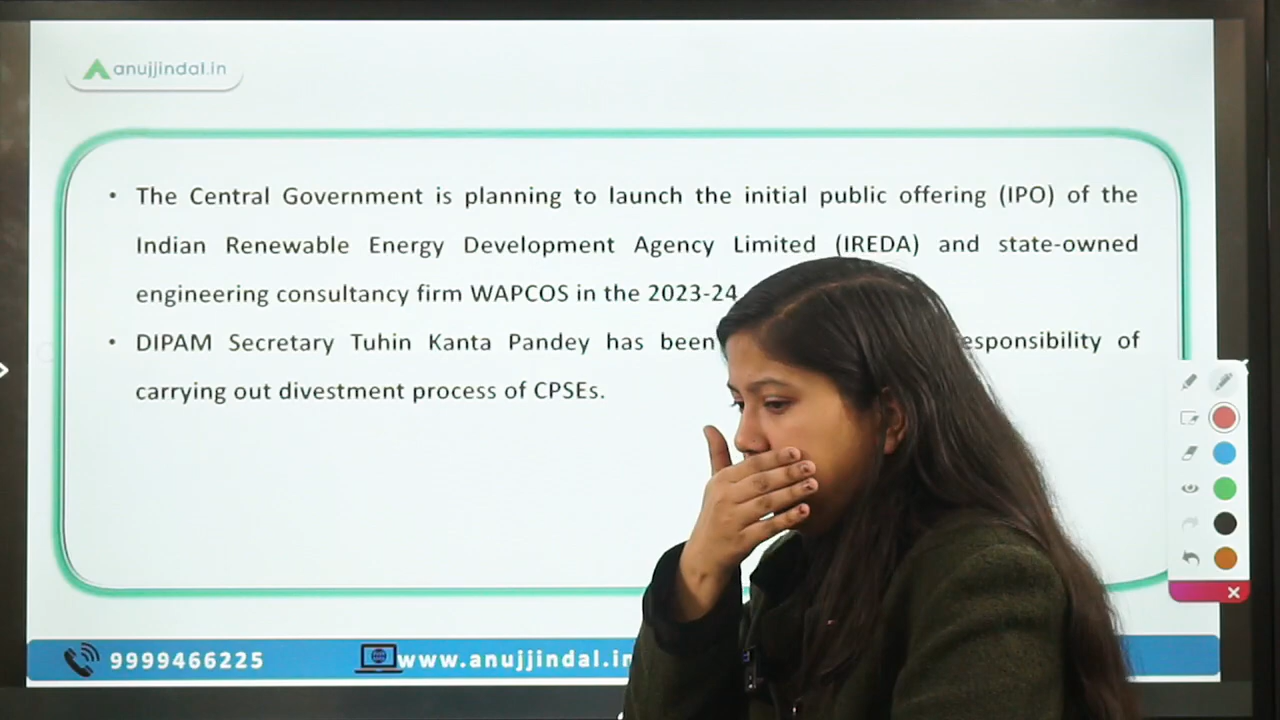 anujjindal.in
• The Central Government is planning to launch the initial public offering (IPO) of the
Indian Renewable Energy Development Agency Limited (IREDA) and state-owned
engineering consultancy firm WAPCOS in the 2023-24
• DIPAM Secretary Tuhin Kanta Pandey has been esponsibility of
carrying out divestment process of CPSEs.
9999466225 www.anujjindal.in